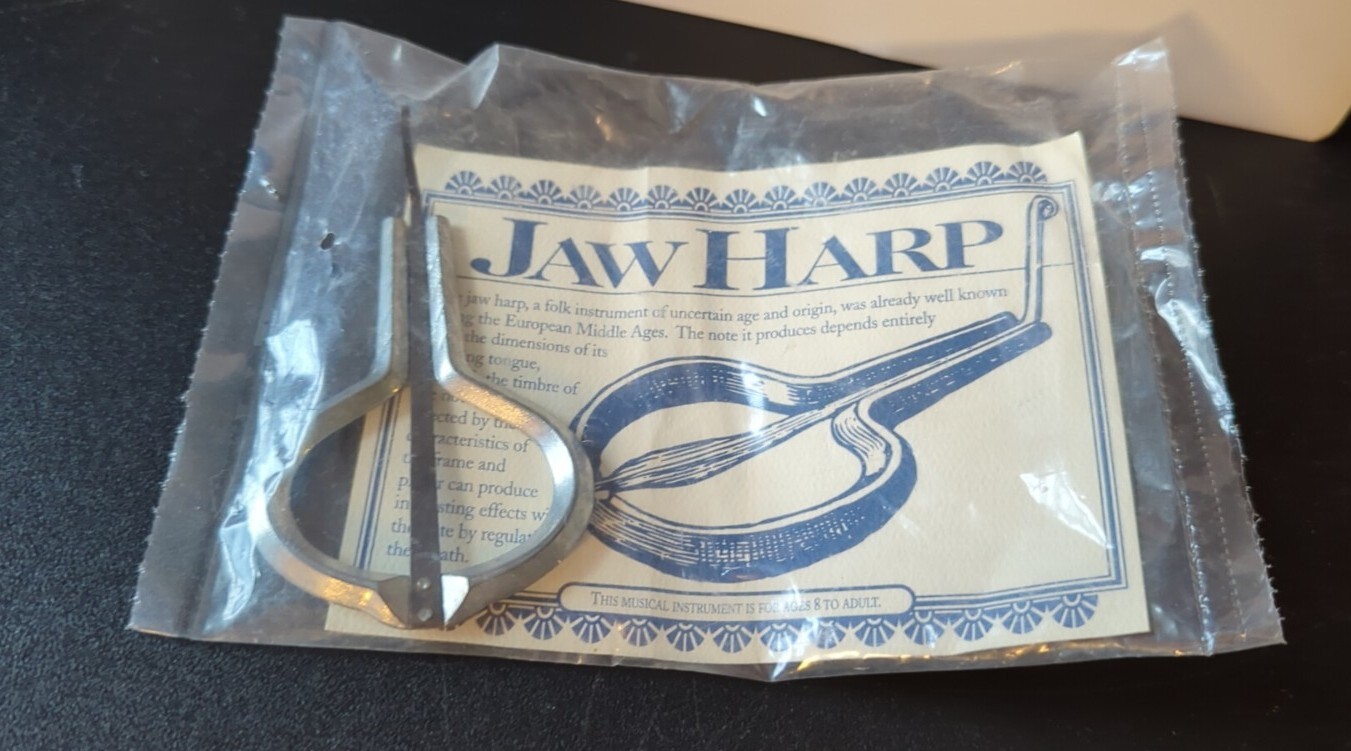 JAW HARP
jaw harp, a folk instrument of uncertain age and origin, was already well known
the European Middle Ages. The note it produces depends entirely
the dimensions of its
tongue,
the timbre of
by
characteristics of
frame and
can produce
effects
by
the
THIS MUSICAL INSTRUMENT IS FOR AGES 8 TO ADULT.